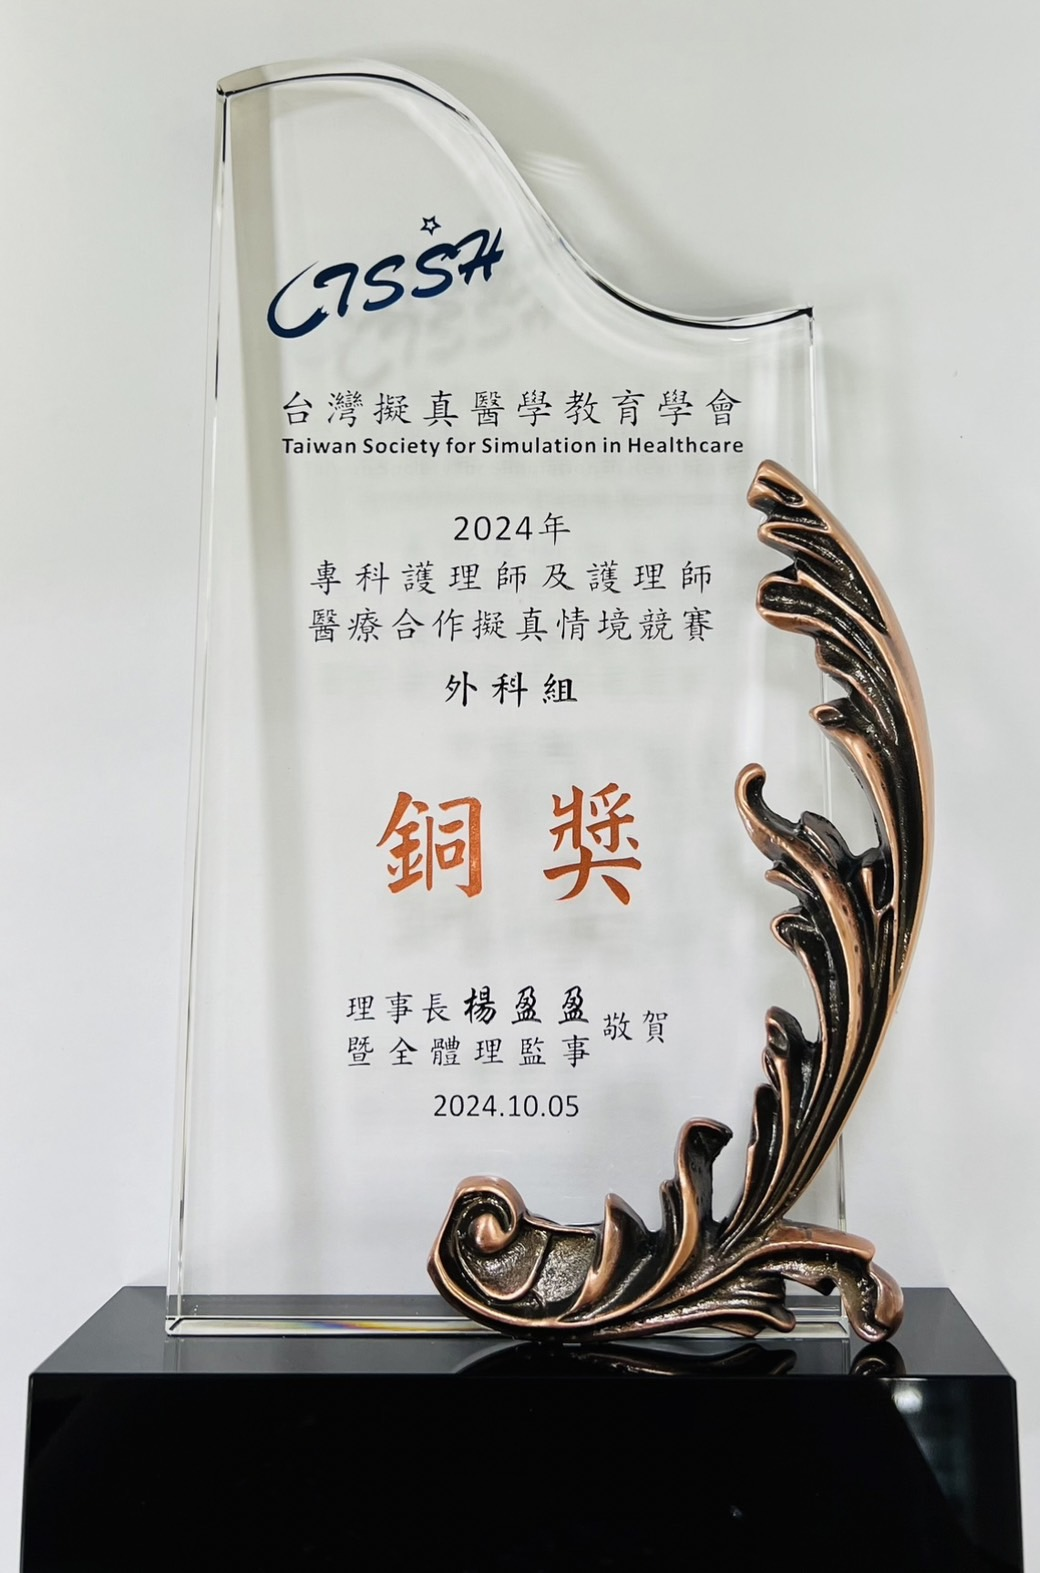 CTSSH
台灣擬真醫學教育學會
Taiwan Society for Simulation in Healthcare
2024年
專科護理師及護理師
醫療合作擬真情境競賽
外科組
銅獎
理事長楊盈盈
暨全體理監事
敬賀
2024.10.05